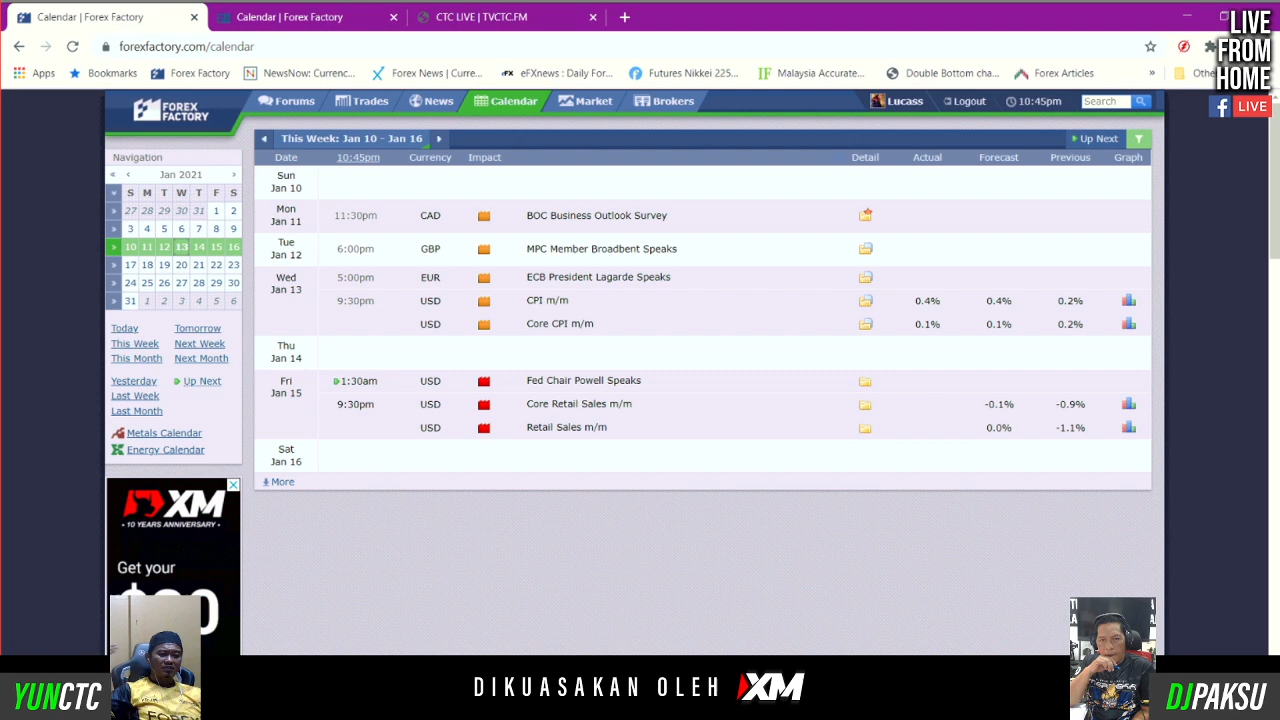 Calendar | Forex Factory
Calendar | Forex Factory
CTC LIVE | TVCTC.FM
forexfactory.com/calendar
Apps
Bookmarks
Forex Factory
NewsNow: Currenc...
Forex News | Curre...
eFXnews : Daily For...
Futures Nikkei 225...
Malaysia Accurate...
Double Bottom cha...
Forex Articles
»
LIVE
FROM
HOME
LIVE
FOREX
FACTORY
Forums
Trades
News
Calendar
Market
Brokers
Lucass
Logout
10:45pm
Search
This Week: Jan 10 - Jan 16
Up Next
Date 10:45pm Currency Impact Detail Actual Forecast Previous Graph
Sun
Jan 10
Mon
Jan 11
11:30pm CAD BOC Business Outlook Survey
Tue
Jan 12
6:00pm GBP MPC Member Broadbent Speaks
Wed
Jan 13
5:00pm EUR ECB President Lagarde Speaks
9:30pm USD CPI m/m 0.4% 0.4% 0.2%
USD Core CPI m/m 0.1% 0.1% 0.2%
Thu
Jan 14
Fri
Jan 15
1:30am USD Fed Chair Powell Speaks
9:30pm USD Core Retail Sales m/m -0.1% -0.9%
USD Retail Sales m/m 0.0% -1.1%
Sat
Jan 16
More
Navigation
« ‹ Jan 2021 ›
S M T W T F S
» 27 28 29 30 31 1 2
» 3 4 5 6 7 8 9
» 10 11 12 13 14 15 16
» 17 18 19 20 21 22 23
» 24 25 26 27 28 29 30
» 31 1 2 3 4 5 6
Today Tomorrow
This Week Next Week
This Month Next Month
Yesterday Up Next
Last Week
Last Month
Metals Calendar
Energy Calendar
XM
10 YEARS ANNIVERSARY
Get your
YUNCTC
DIKUASAKAN OLEH XM
DJPAKSU